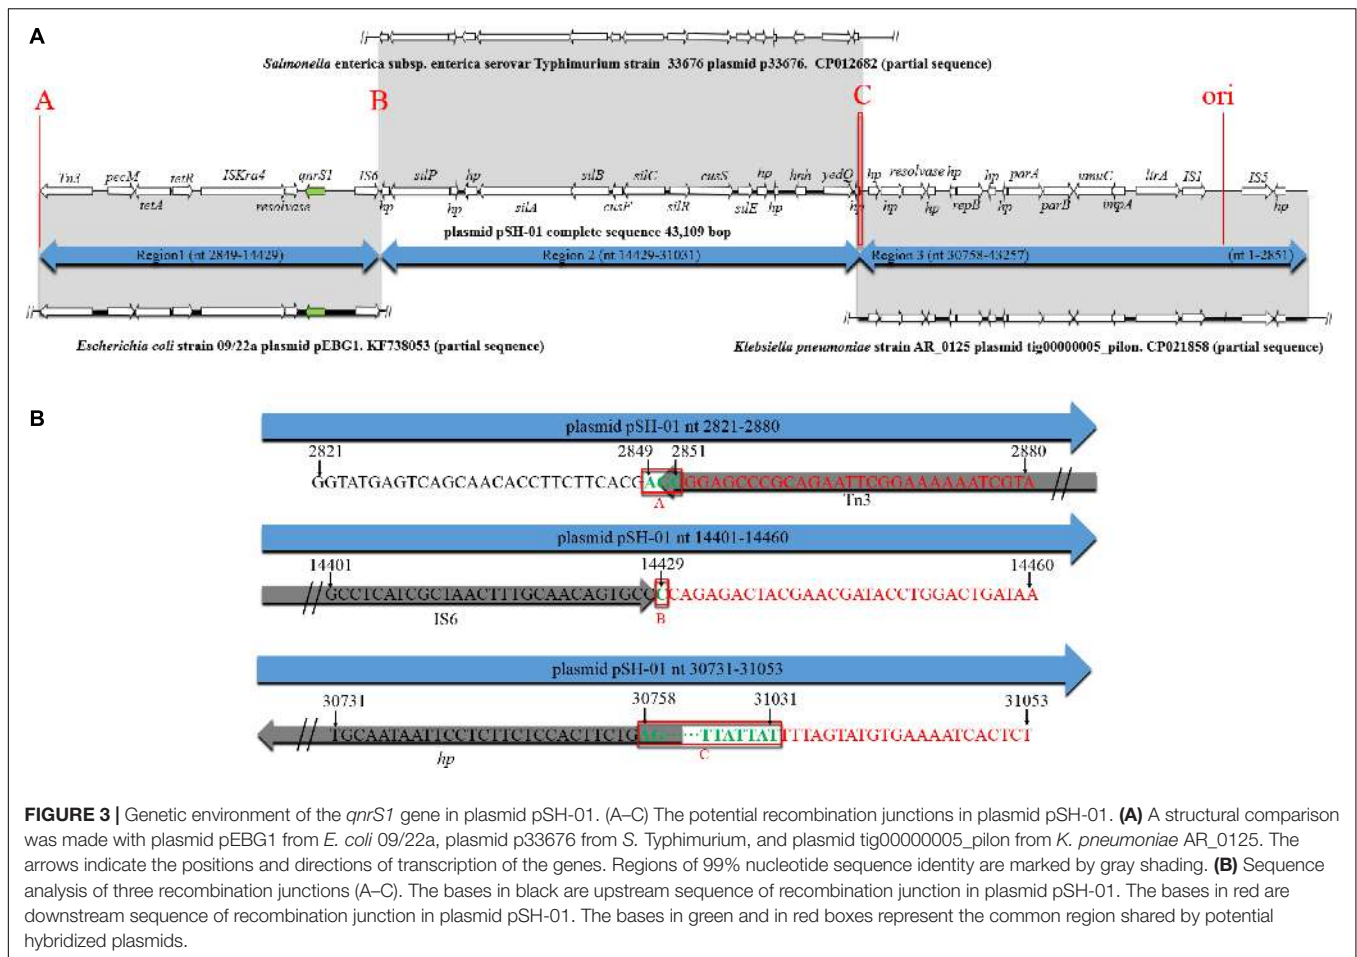 A
Salmonella enterica subsp. enterica serovar Typhimurium strain 33676 plasmid p33676. CP012682 (partial sequence)
A B C ori
Tn3 pecM tetR ISKra4 qnrS1 IS6 silP hp silB silC cusS hp hnh yedQ hp resolvase hp hp parA umuC lirA IS1 IS5
tetA resolvase hp hp silA cusF silR silE hp hp hp hp repB hp parB impA hp
plasmid pSH-01 complete sequence 43,109 bop
Region1 (nt 2849-14429) Region 2 (nt 14429-31031) Region 3 (nt 30758-43257) (nt 1-2851)
Escherichia coli strain 09/22a plasmid pEBG1. KF738053 (partial sequence)
Klebsiella pneumoniae strain AR_0125 plasmid tig00000005_pilon. CP021858 (partial sequence)
B
plasmid pSH-01 nt 2821-2880
2821 2849 2851 2880
GGTATGAGTCAGCAACACCTTCTTCACGAG GGAGCCCGCAGAATTCGGAAAAAATCGTA
A Tn3
plasmid pSH-01 nt 14401-14460
14401 14429 14460
GCCTCATCGCTAACTTTGCAACAGTGCCCCAGAGACTACGAACGATACCTGGACTGATAA
IS6 B
plasmid pSH-01 nt 30731-31053
30731 30758 31031 31053
TGCAATAATTCCTCTTCTCCACTTCTGAG·····TTATTATTTTAGTATGTGAAAATCACTCT
hp C
FIGURE 3 | Genetic environment of the qnrS1 gene in plasmid pSH-01. (A–C) The potential recombination junctions in plasmid pSH-01. (A) A structural comparison
was made with plasmid pEBG1 from E. coli 09/22a, plasmid p33676 from S. Typhimurium, and plasmid tig00000005_pilon from K. pneumoniae AR_0125. The
arrows indicate the positions and directions of transcription of the genes. Regions of 99% nucleotide sequence identity are marked by gray shading. (B) Sequence
analysis of three recombination junctions (A–C). The bases in black are upstream sequence of recombination junction in plasmid pSH-01. The bases in red are
downstream sequence of recombination junction in plasmid pSH-01. The bases in green and in red boxes represent the common region shared by potential
hybridized plasmids.